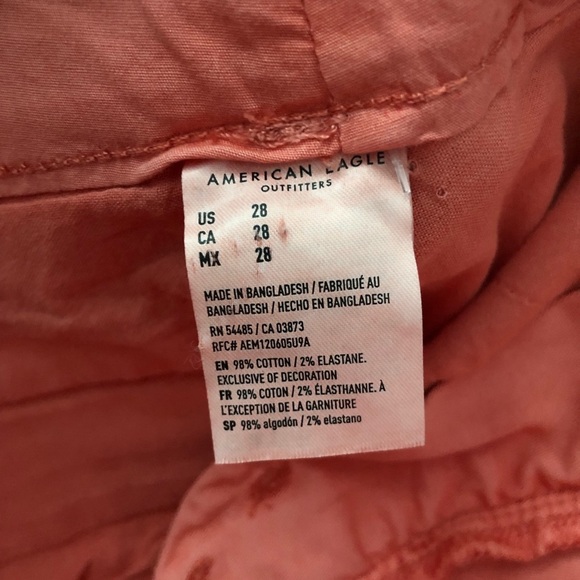 AMERICAN EAGLE
OUTFITTERS
US 28
CA 28
MX 28
MADE IN BANGLADESH / FABRIQUÉ AU
BANGLADESH / HECHO EN BANGLADESH
RN 54485 / CA 03873
RFC# AEM120605U9A
EN 98% COTTON / 2% ELASTANE.
EXCLUSIVE OF DECORATION
FR 98% COTON / 2% ÉLASTHANNE. À
L'EXCEPTION DE LA GARNITURE
SP 98% algodón / 2% elastano